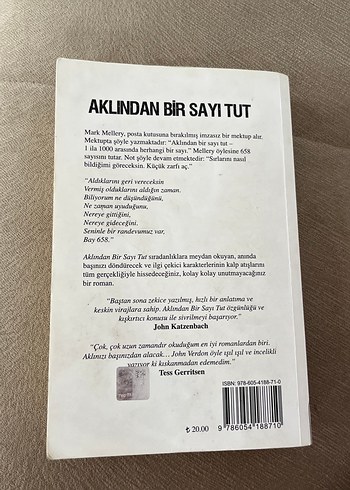 AKLINDAN BİR SAYI TUT
Mark Mellery, posta kutusuna bırakılmış imzasız bir mektup alır.
Mektupta şöyle yazmaktadır: “Aklından bir sayı tut –
1 ila 1000 arasında herhangi bir sayı.” Mellery öylesine 658
sayısını tutar. Not şöyle devam etmektedir: “Sırlarını nasıl
bildiğimi göreceksin. Küçük zarfı aç.”
“Aldıklarını geri vereceksin
Vermiş olduklarını aldığın zaman.
Biliyorum ne düşündüğünü,
Ne zaman uyuduğunu,
Nereye gittiğini,
Nereye gideceğini.
Seninle bir randevumuz var,
Bay 658.”
Aklından Bir Sayı Tut sıradanlıklara meydan okuyan, anında
başınızı döndürecek ve ilgi çekici karakterlerinin kalp atışlarını
tüm gerçekliğiyle hissedeceğiniz, kolay kolay unutmayacağınız
bir roman.
“Baştan sona zekice yazılmış, hızlı bir anlatıma ve
keskin virajlara sahip. Aklından Bir Sayı Tut özgünlüğü ve
kışkırtıcı konusu ile sivrilmeyi başarıyor.”
John Katzenbach
“Çok, çok uzun zamandır okuduğum en iyi romanlardan biri.
Aklınızı başınızdan alacak... John Verdon öyle ışıl ışıl ve incelikli
yazıyor ki kıskanmadan edemedim.”
Tess Gerritsen
ISBN: 978-605-4188-71-0
₺ 20.00
9 786054 188710